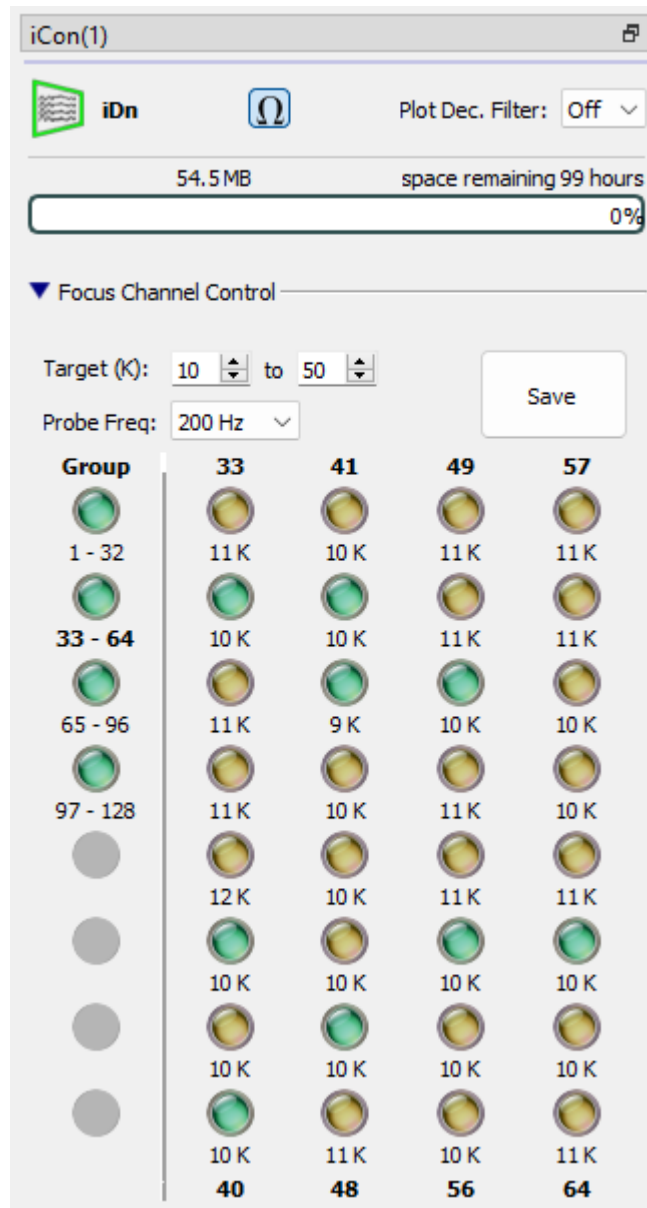 iCon(1)
iDn Ω Plot Dec. Filter: Off
54.5 MB space remaining 99 hours
0%
Focus Channel Control
Target (K): 10 to 50
Save
Probe Freq: 200 Hz
Group 33 41 49 57
1 - 32 11 K 10 K 11 K 11 K
33 - 64 10 K 10 K 11 K 11 K
65 - 96 11 K 9 K 10 K 10 K
97 - 128 11 K 10 K 11 K 10 K
12 K 10 K 11 K 11 K
10 K 10 K 10 K 10 K
10 K 10 K 10 K 10 K
10 K 11 K 10 K 11 K
40 48 56 64